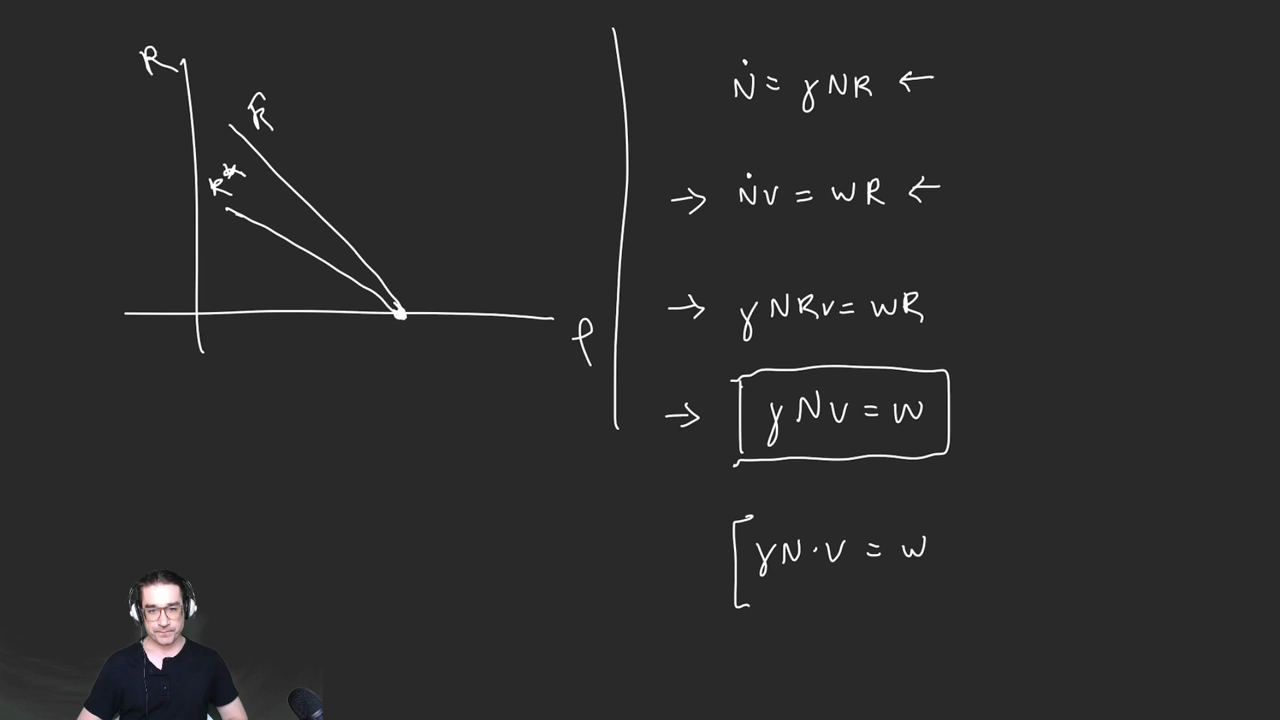 R
R̂
R*
ρ
Ṅ = γNR ←
→ ṄV = WR ←
→ γNRV = WR
→ γNV = W
[γN·V = W